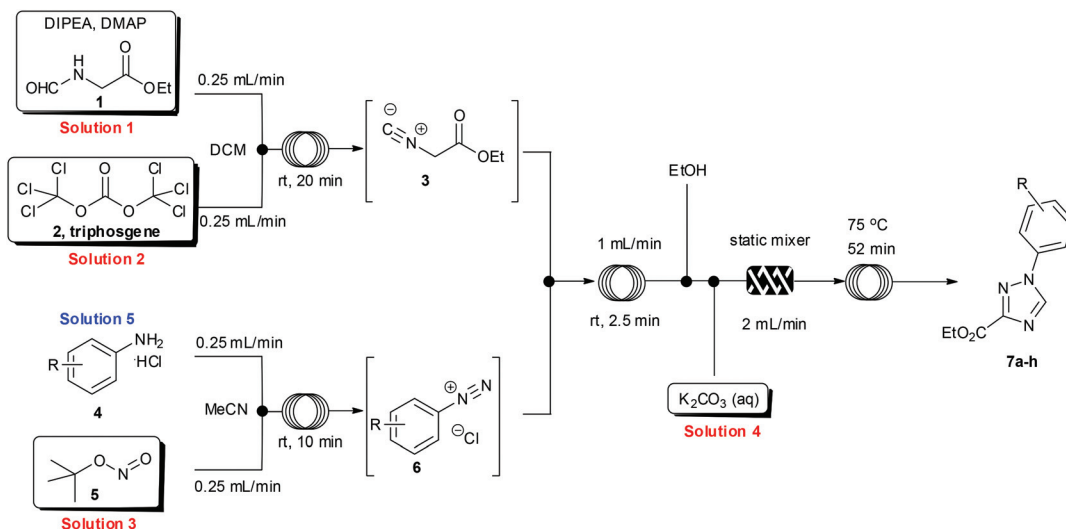 DIPEA, DMAP
H
N
O
OHC
OEt
1
Solution 1
0.25 mL/min
DCM
rt, 20 min
Cl
Cl
O
Cl
Cl
Cl
O
O
Cl
2, triphosgene
Solution 2
0.25 mL/min
⊖
C
⊕
N
O
OEt
3
Solution 5
NH2
·HCl
R
4
0.25 mL/min
MeCN
rt, 10 min
O
N
O
5
Solution 3
0.25 mL/min
⊕
N
N
R
⊖Cl
6
1 mL/min
rt, 2.5 min
EtOH
static mixer
2 mL/min
K2CO3 (aq)
Solution 4
75 °C
52 min
R
N
N
N
EtO2C
7a-h